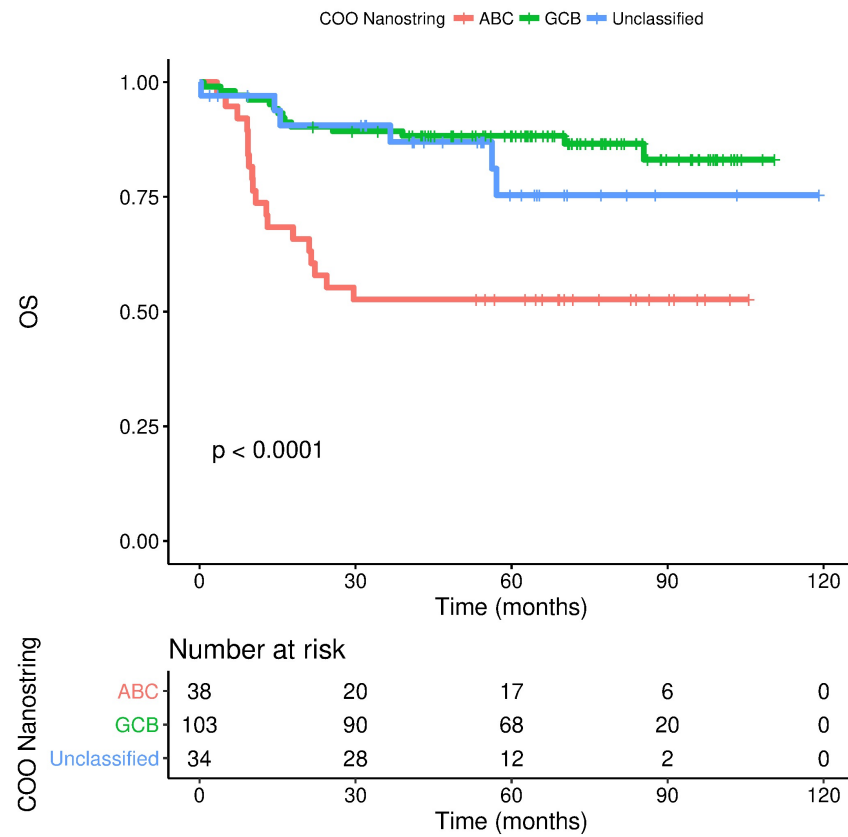 COO Nanostring ABC GCB Unclassified
1.00
0.75
0.50
0.25
0.00
OS
p < 0.0001
0 30 60 90 120
Time (months)
Number at risk
COO Nanostring
ABC 38 20 17 6 0
GCB 103 90 68 20 0
Unclassified 34 28 12 2 0
0 30 60 90 120
Time (months)